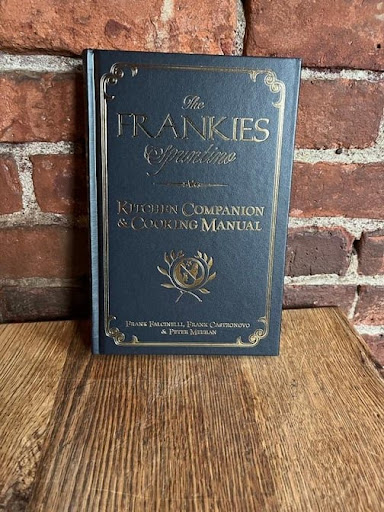 The
FRANKIES
Spuntino
KITCHEN COMPANION
& COOKING MANUAL
FRANK FALCINELLI, FRANK CASTRONOVO
& PETER MEEHAN